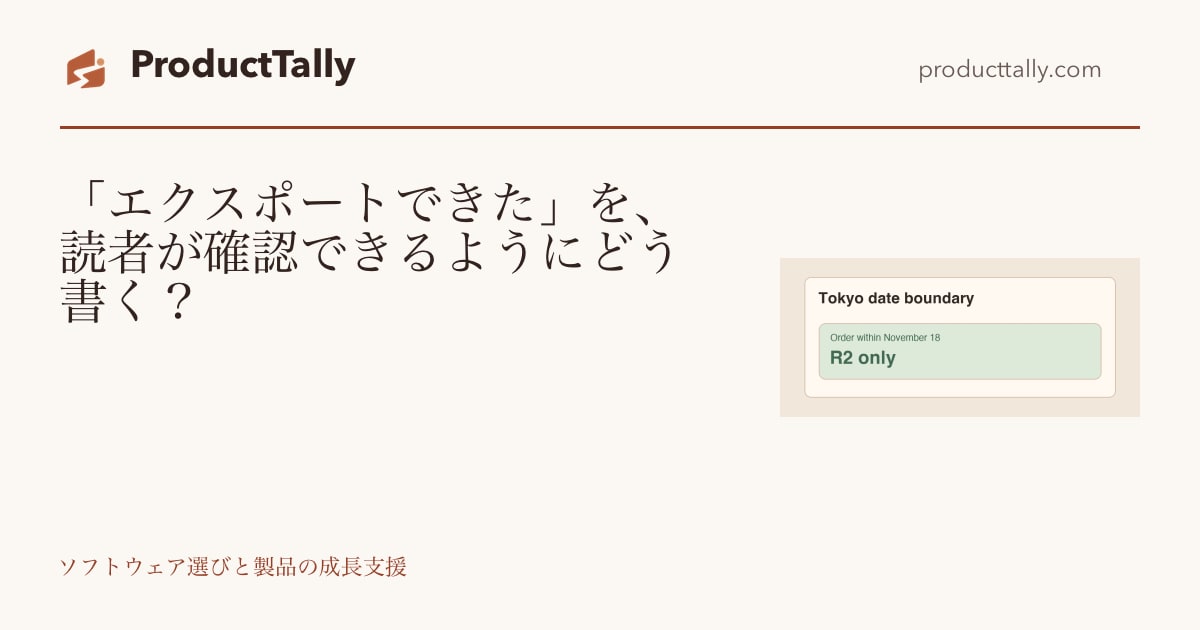 ProductTally
producttally.com
「エクスポートできた」を、
読者が確認できるようにどう
書く？
Tokyo date boundary
Order within November 18
R2 only
ソフトウェア選びと製品の成長支援